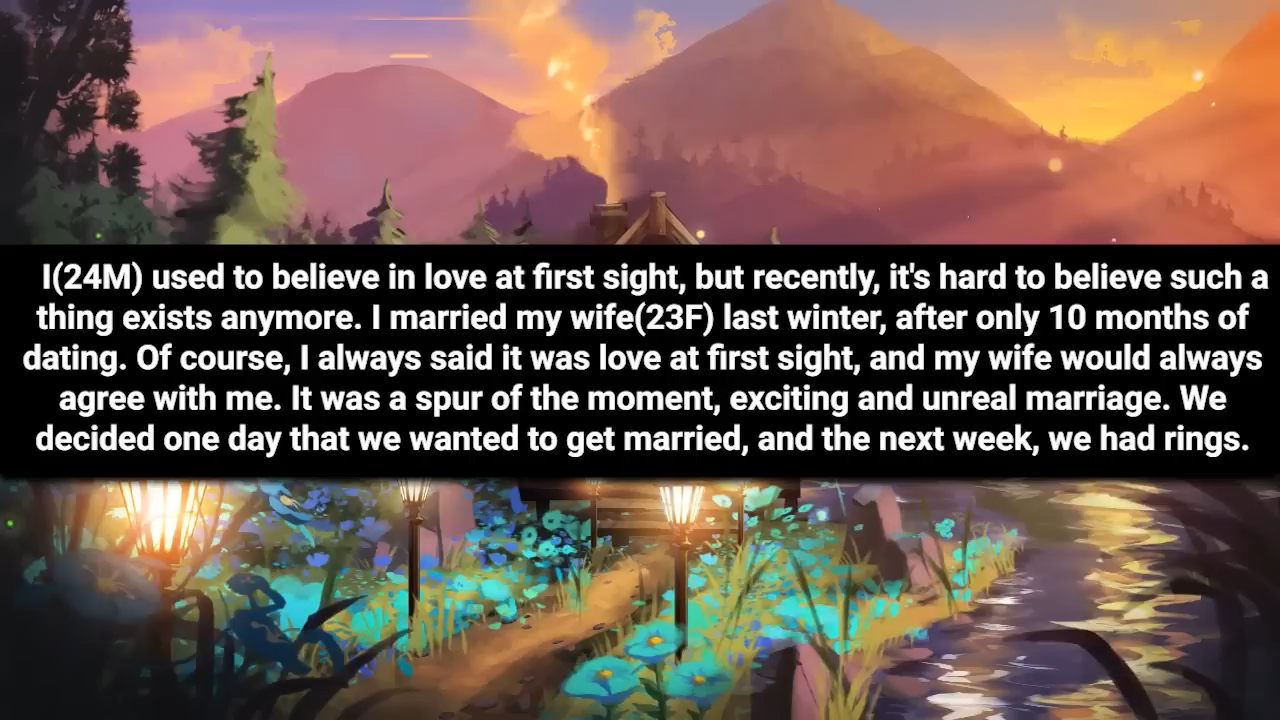 I(24M) used to believe in love at first sight, but recently, it's hard to believe such a
thing exists anymore. I married my wife(23F) last winter, after only 10 months of
dating. Of course, I always said it was love at first sight, and my wife would always
agree with me. It was a spur of the moment, exciting and unreal marriage. We
decided one day that we wanted to get married, and the next week, we had rings.